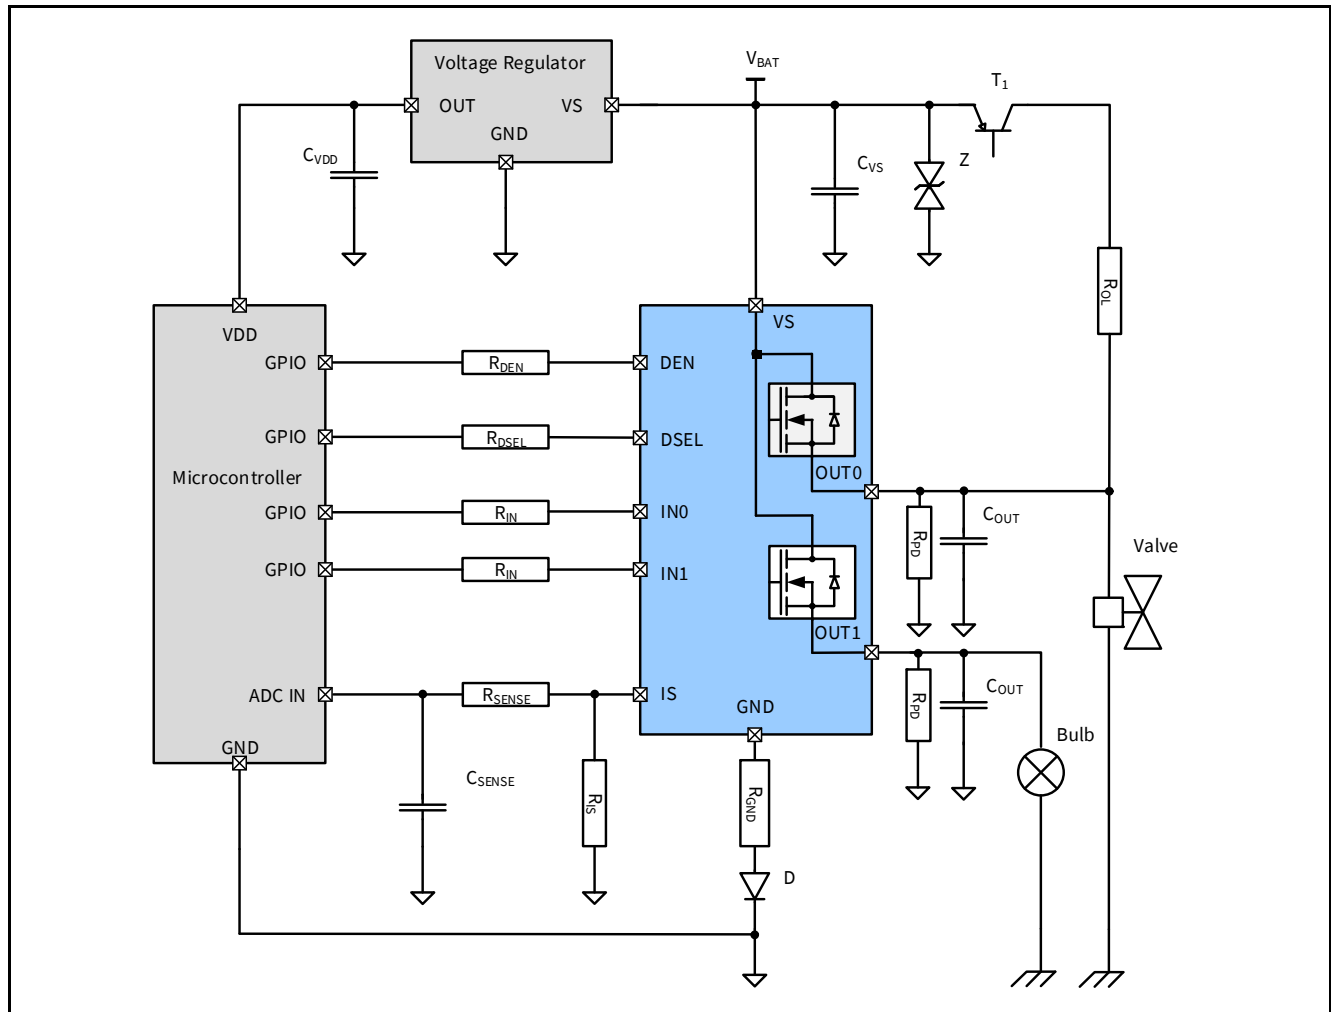 Voltage Regulator
OUT
VS
GND
VBAT
T1
CVDD
CVS
Z
ROL
VDD
VS
GPIO
RDEN
DEN
GPIO
RDSEL
DSEL
OUT0
Microcontroller
GPIO
RIN
IN0
RPD
COUT
Valve
GPIO
RIN
IN1
OUT1
ADC IN
RSENSE
IS
GND
RPD
COUT
GND
Bulb
CSENSE
RIS
RGND
D